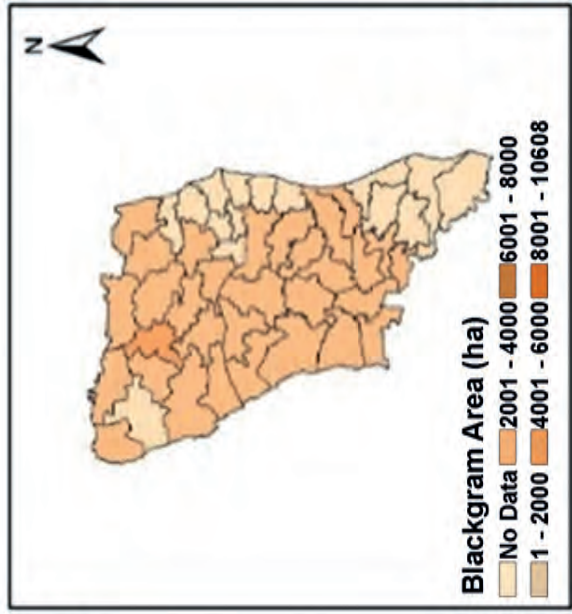 N
Blackgram Area (ha)
No Data 2001 - 4000 6001 - 8000
1 - 2000 4001 - 6000 8001 - 10608